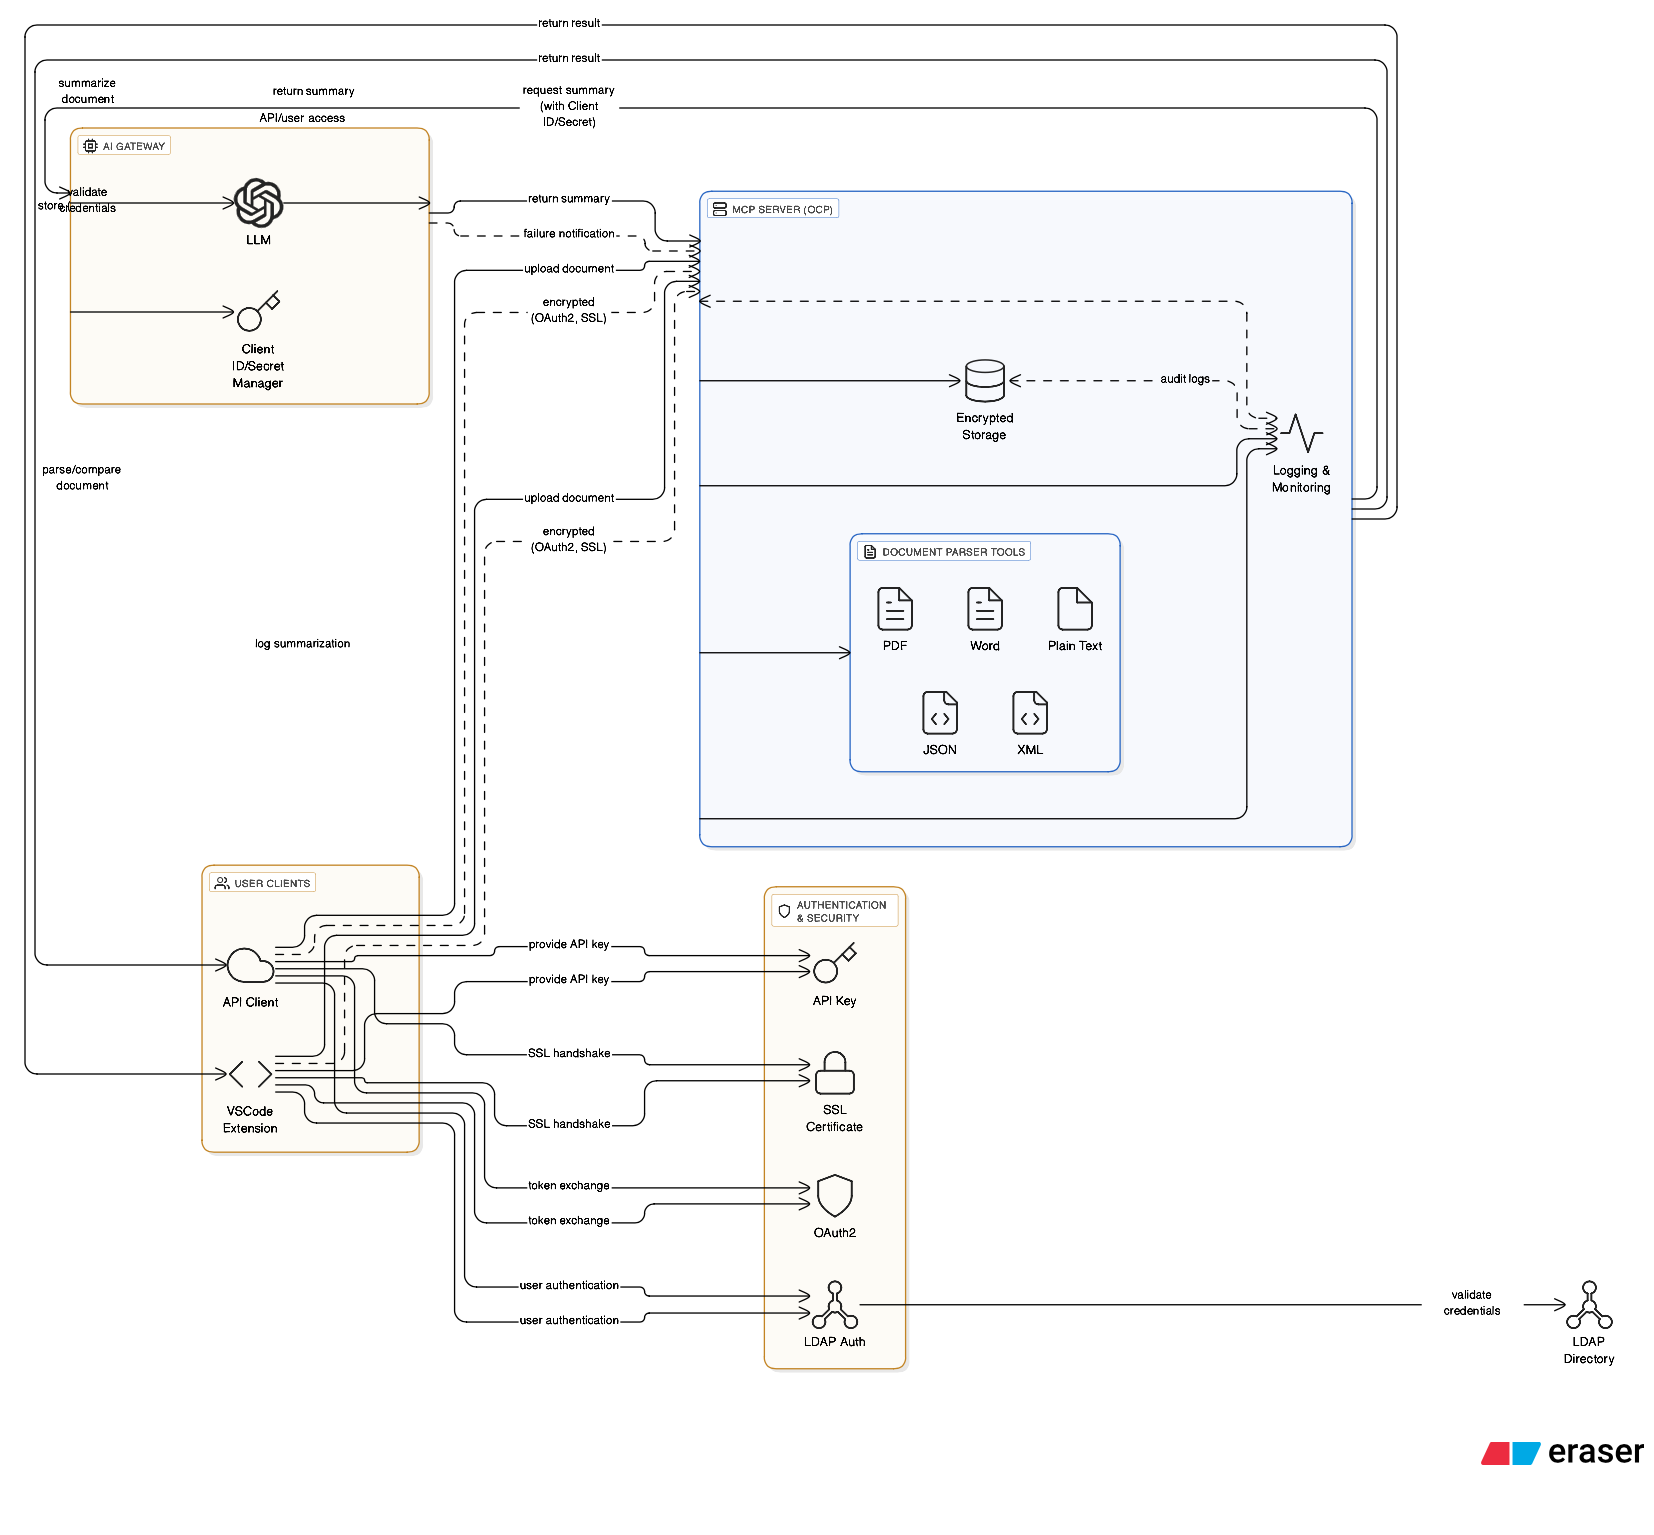 return result
return result
summarize
document
return summary
request summary
(with Client
ID/Secret)
API/user access
AI GATEWAY
validate
credentials
store
LLM
Client
ID/Secret
Manager
return summary
failure notification
upload document
encrypted
(OAuth2, SSL)
MCP SERVER (OCP)
Encrypted
Storage
audit logs
Logging &
Monitoring
parse/compare
document
upload document
encrypted
(OAuth2, SSL)
DOCUMENT PARSER TOOLS
PDF
Word
Plain Text
JSON
XML
log summarization
USER CLIENTS
API Client
VSCode
Extension
provide API key
provide API key
SSL handshake
SSL handshake
token exchange
token exchange
user authentication
user authentication
AUTHENTICATION
& SECURITY
API Key
SSL
Certificate
OAuth2
LDAP Auth
validate
credentials
LDAP
Directory
eraser